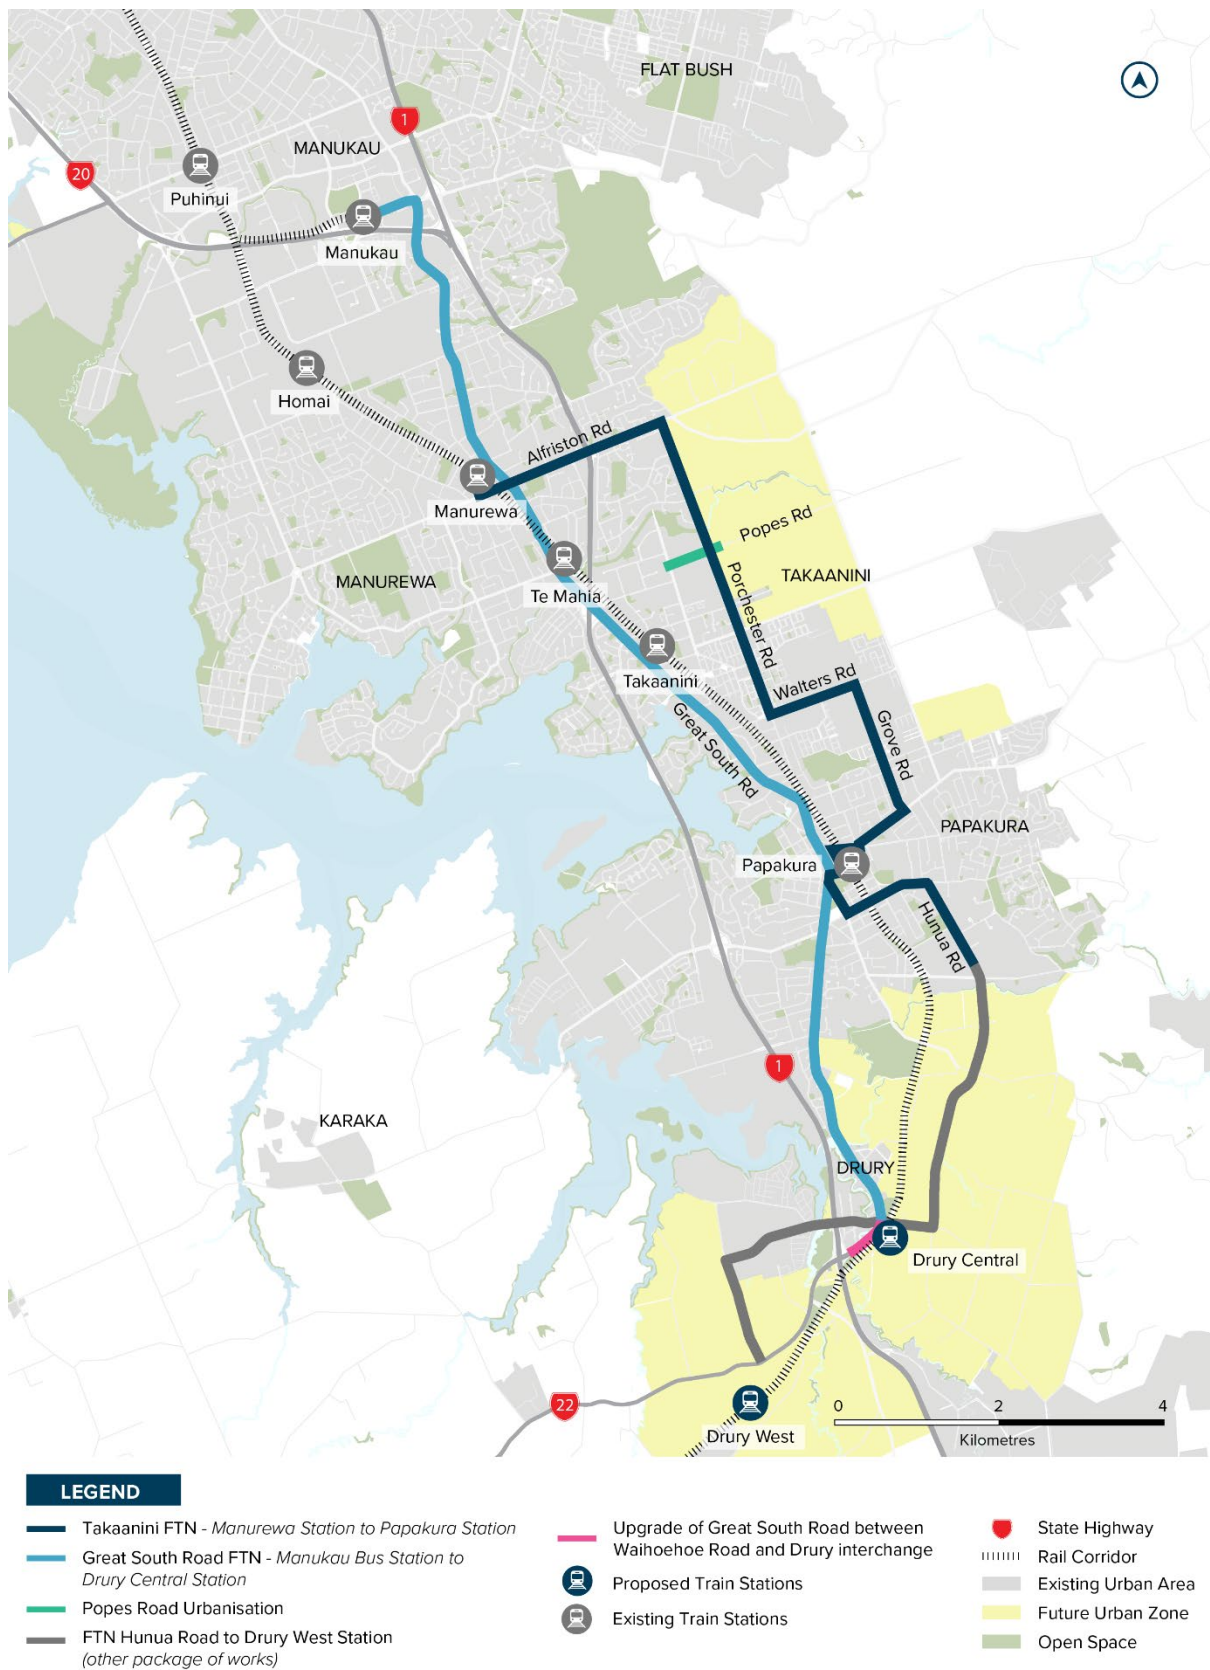 FLAT BUSH
1
MANUKAU
20
Puhinui
Manukau
Homai
Alfriston Rd
Manurewa
Popes Rd
MANUREWA
Te Mahia
TAKAANINI
Porchester Rd
Takaanini
Walters Rd
Great South Rd
Grove Rd
PAPAKURA
Papakura
Hunua Rd
1
KARAKA
DRURY
Drury Central
22
Drury West
0 2 4
Kilometres
LEGEND
Takaanini FTN - Manurewa Station to Papakura Station
Great South Road FTN - Manukau Bus Station to
Drury Central Station
Popes Road Urbanisation
FTN Hunua Road to Drury West Station
(other package of works)
Upgrade of Great South Road between
Waihoehoe Road and Drury interchange
Proposed Train Stations
Existing Train Stations
State Highway
Rail Corridor
Existing Urban Area
Future Urban Zone
Open Space